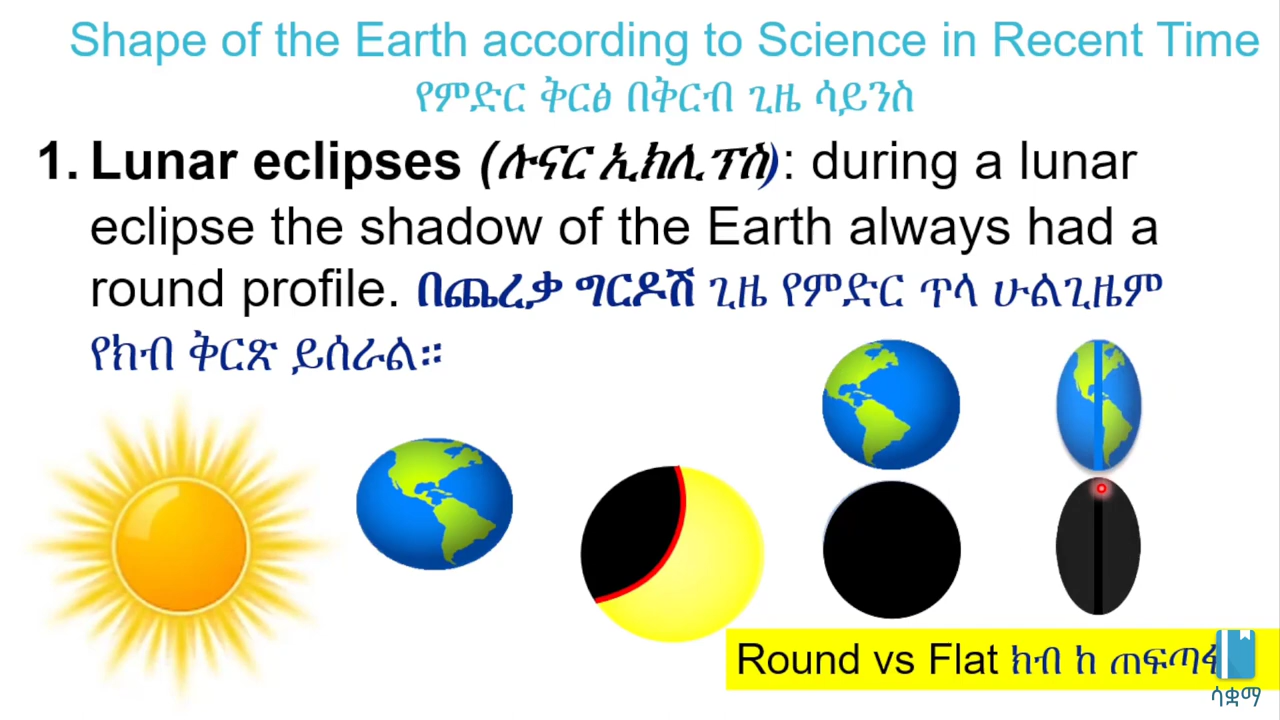 Shape of the Earth according to Science in Recent Time
የምድር ቅርፅ በቅርብ ጊዜ ሳይንስ
1. Lunar eclipses (ሉናር ኢክሊፕስ): during a lunar
eclipse the shadow of the Earth always had a
round profile. በጨረቃ ግርዶሽ ጊዜ የምድር ጥላ ሁልጊዜም
የክብ ቅርጽ ይሰራል።
Round vs Flat ክብ ከ
ሳቋማ